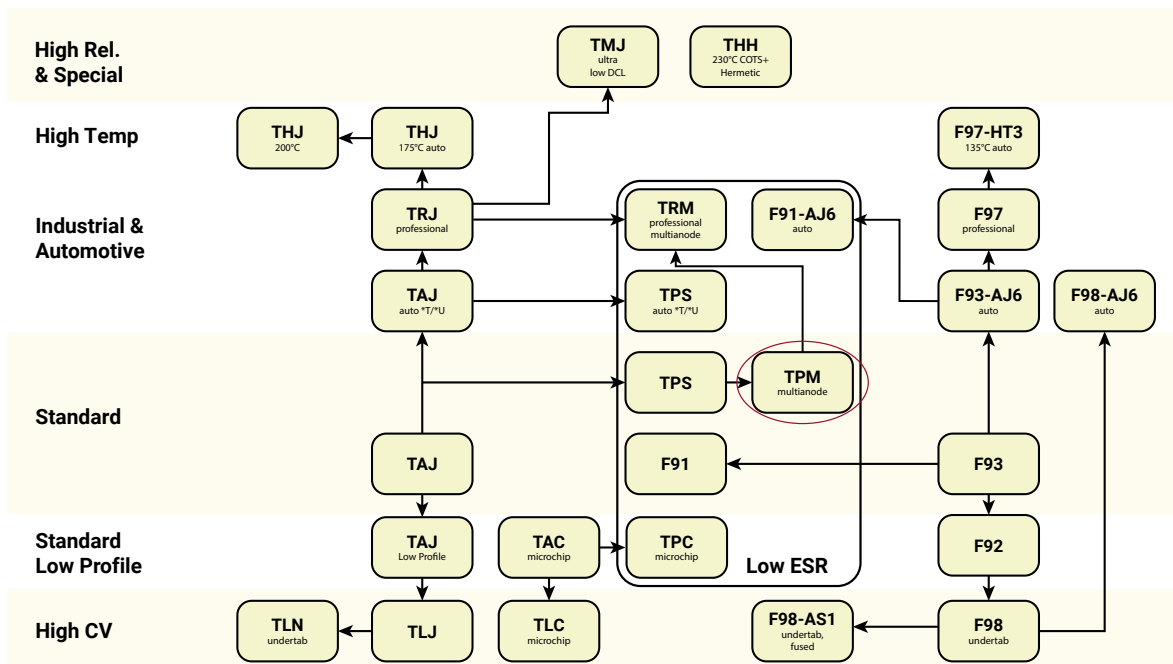 High Rel.
& Special
TMJ
ultra
low DCL
THH
230°C COTS+
Hermetic
High Temp
THJ
200°C
THJ
175°C auto
F97-HT3
135°C auto
Industrial &
Automotive
TRJ
professional
TRM
professional
multianode
F91-AJ6
auto
F97
professional
TAJ
auto *T/*U
TPS
auto *T/*U
F93-AJ6
auto
F98-AJ6
auto
Standard
TPS
TPM
multianode
TAJ
F91
F93
Standard
Low Profile
TAJ
Low Profile
TAC
microchip
TPC
microchip
Low ESR
F92
High CV
TLN
undertab
TLJ
TLC
microchip
F98-AS1
undertab,
fused
F98
undertab